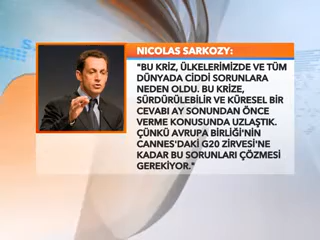 NICOLAS SARKOZY:
"BU KRİZ, ÜLKELERİMİZDE VE TÜM
DÜNYADA CİDDİ SORUNLARA
NEDEN OLDU. BU KRİZE,
SÜRDÜRÜLEBİLİR VE KÜRESEL BİR
CEVABI AY SONUNDAN ÖNCE
VERME KONUSUNDA UZLAŞTIK.
ÇÜNKÜ AVRUPA BİRLİĞİ'NİN
CANNES'DAKİ G20 ZİRVESİ'NE
KADAR BU SORUNLARI ÇÖZMESİ
GEREKİYOR."